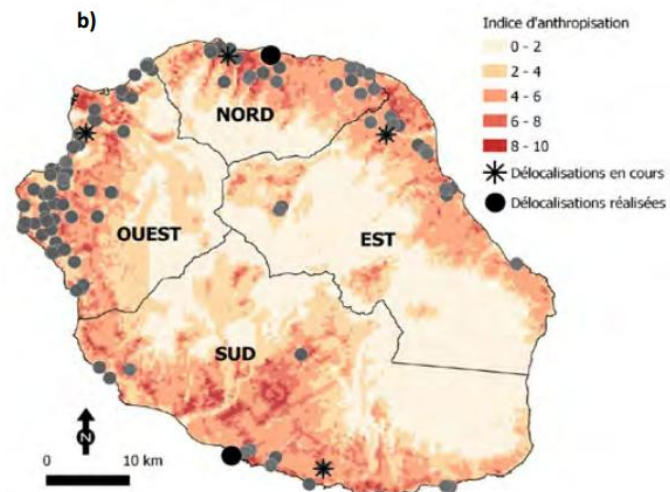 b)
Indice d'anthropisation
0 - 2
2 - 4
4 - 6
6 - 8
8 - 10
Délocalisations en cours
Délocalisations réalisées
NORD
OUEST
EST
SUD
N
0 10 km